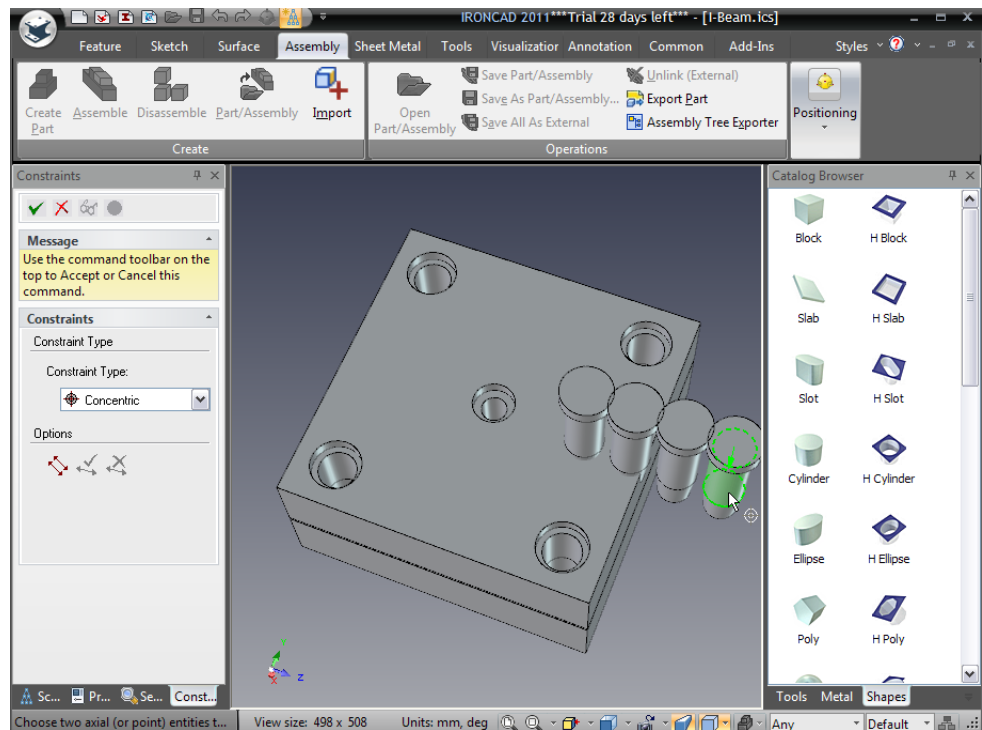 IRONCAD 2011***Trial 28 days left*** - [I-Beam.ics]
Feature Sketch Surface Assembly Sheet Metal Tools Visualizatior Annotation Common Add-Ins Styles
Create Part
Assemble
Disassemble
Part/Assembly
Import
Create
Open Part/Assembly
Save Part/Assembly
Save As Part/Assembly...
Save All As External
Unlink (External)
Export Part
Assembly Tree Exporter
Operations
Positioning
Constraints
Message
Use the command toolbar on the
top to Accept or Cancel this
command.
Constraints
Constraint Type
Constraint Type:
Concentric
Options
Sc... Pr... Se... Const...
z
Catalog Browser
Block H Block
Slab H Slab
Slot H Slot
Cylinder H Cylinder
Ellipse H Ellipse
Poly H Poly
Tools Metal Shapes
Choose two axial (or point) entities t... View size: 498 x 508 Units: mm, deg Any Default